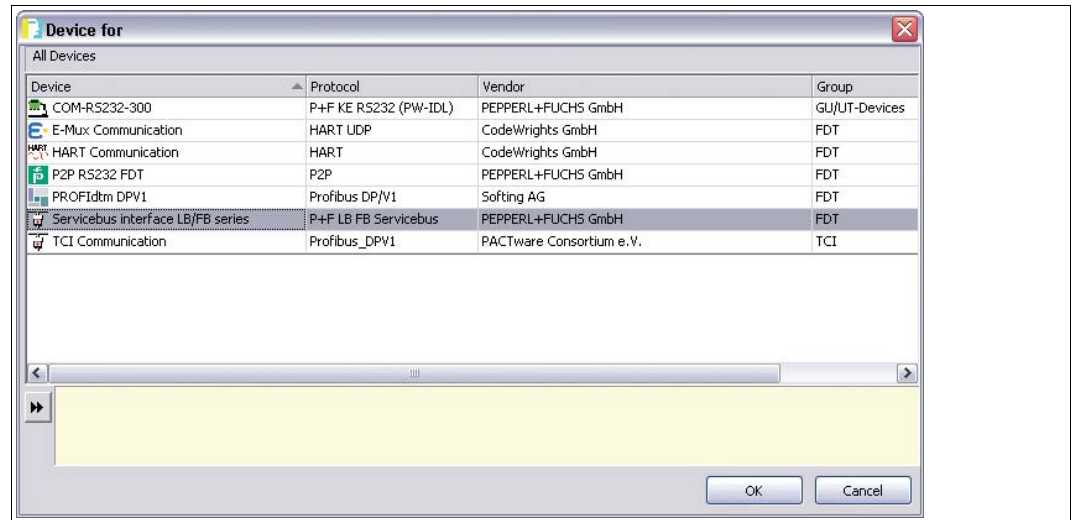 Device for
All Devices
Device Protocol Vendor Group
COM-RS232-300 P+F KE RS232 (PW-IDL) PEPPERL+FUCHS GmbH GU/UT-Devices
E-Mux Communication HART UDP CodeWrights GmbH FDT
HART HART Communication HART CodeWrights GmbH FDT
P2P RS232 FDT P2P PEPPERL+FUCHS GmbH FDT
PROFIdtm DPV1 Profibus DP/V1 Softing AG FDT
Servicebus interface LB/FB series P+F LB FB Servicebus PEPPERL+FUCHS GmbH FDT
TCI Communication Profibus_DPV1 PACTware Consortium e.V. TCI
OK Cancel